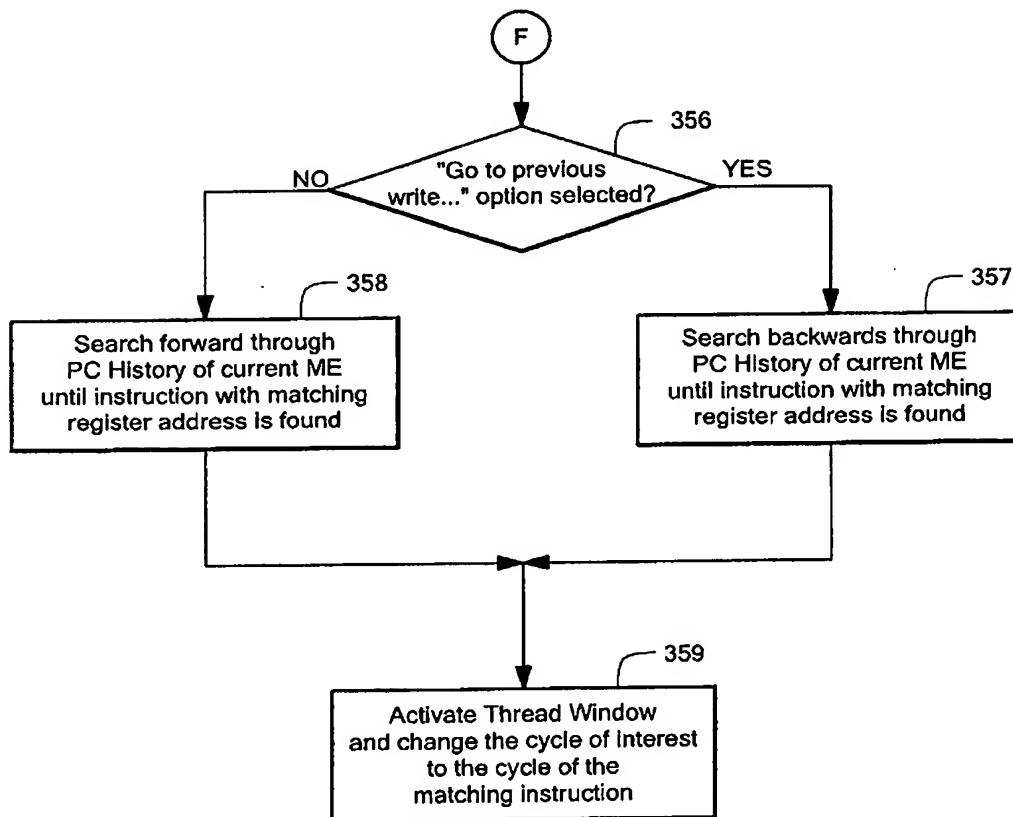 F
356
"Go to previous
write..." option selected?
NO
YES
358
357
Search forward through
PC History of current ME
until instruction with matching
register address is found
Search backwards through
PC History of current ME
until instruction with matching
register address is found
359
Activate Thread Window
and change the cycle of interest
to the cycle of the
matching instruction